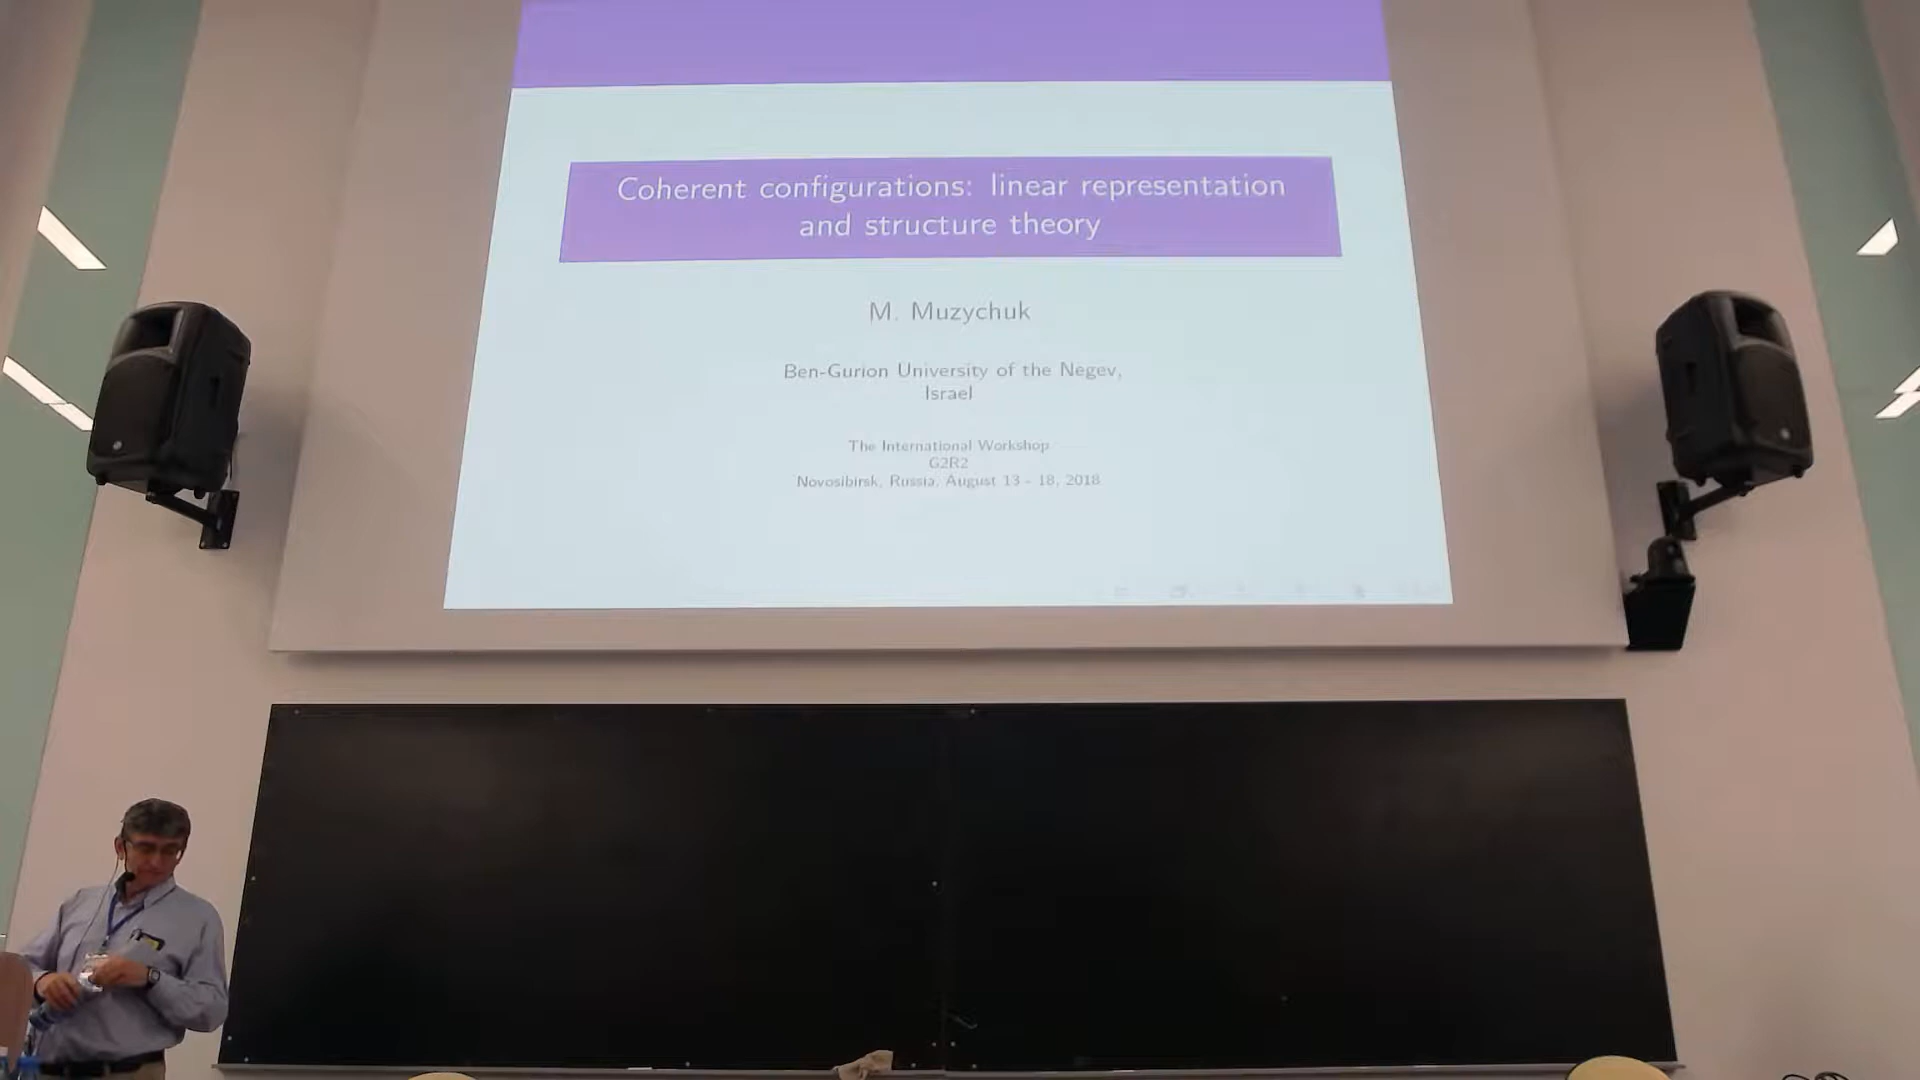 Coherent configurations: linear representation
and structure theory
M. Muzychuk
Ben-Gurion University of the Negev,
Israel
The International Workshop
G2R2
Novosibirsk, Russia, August 13 - 18, 2018